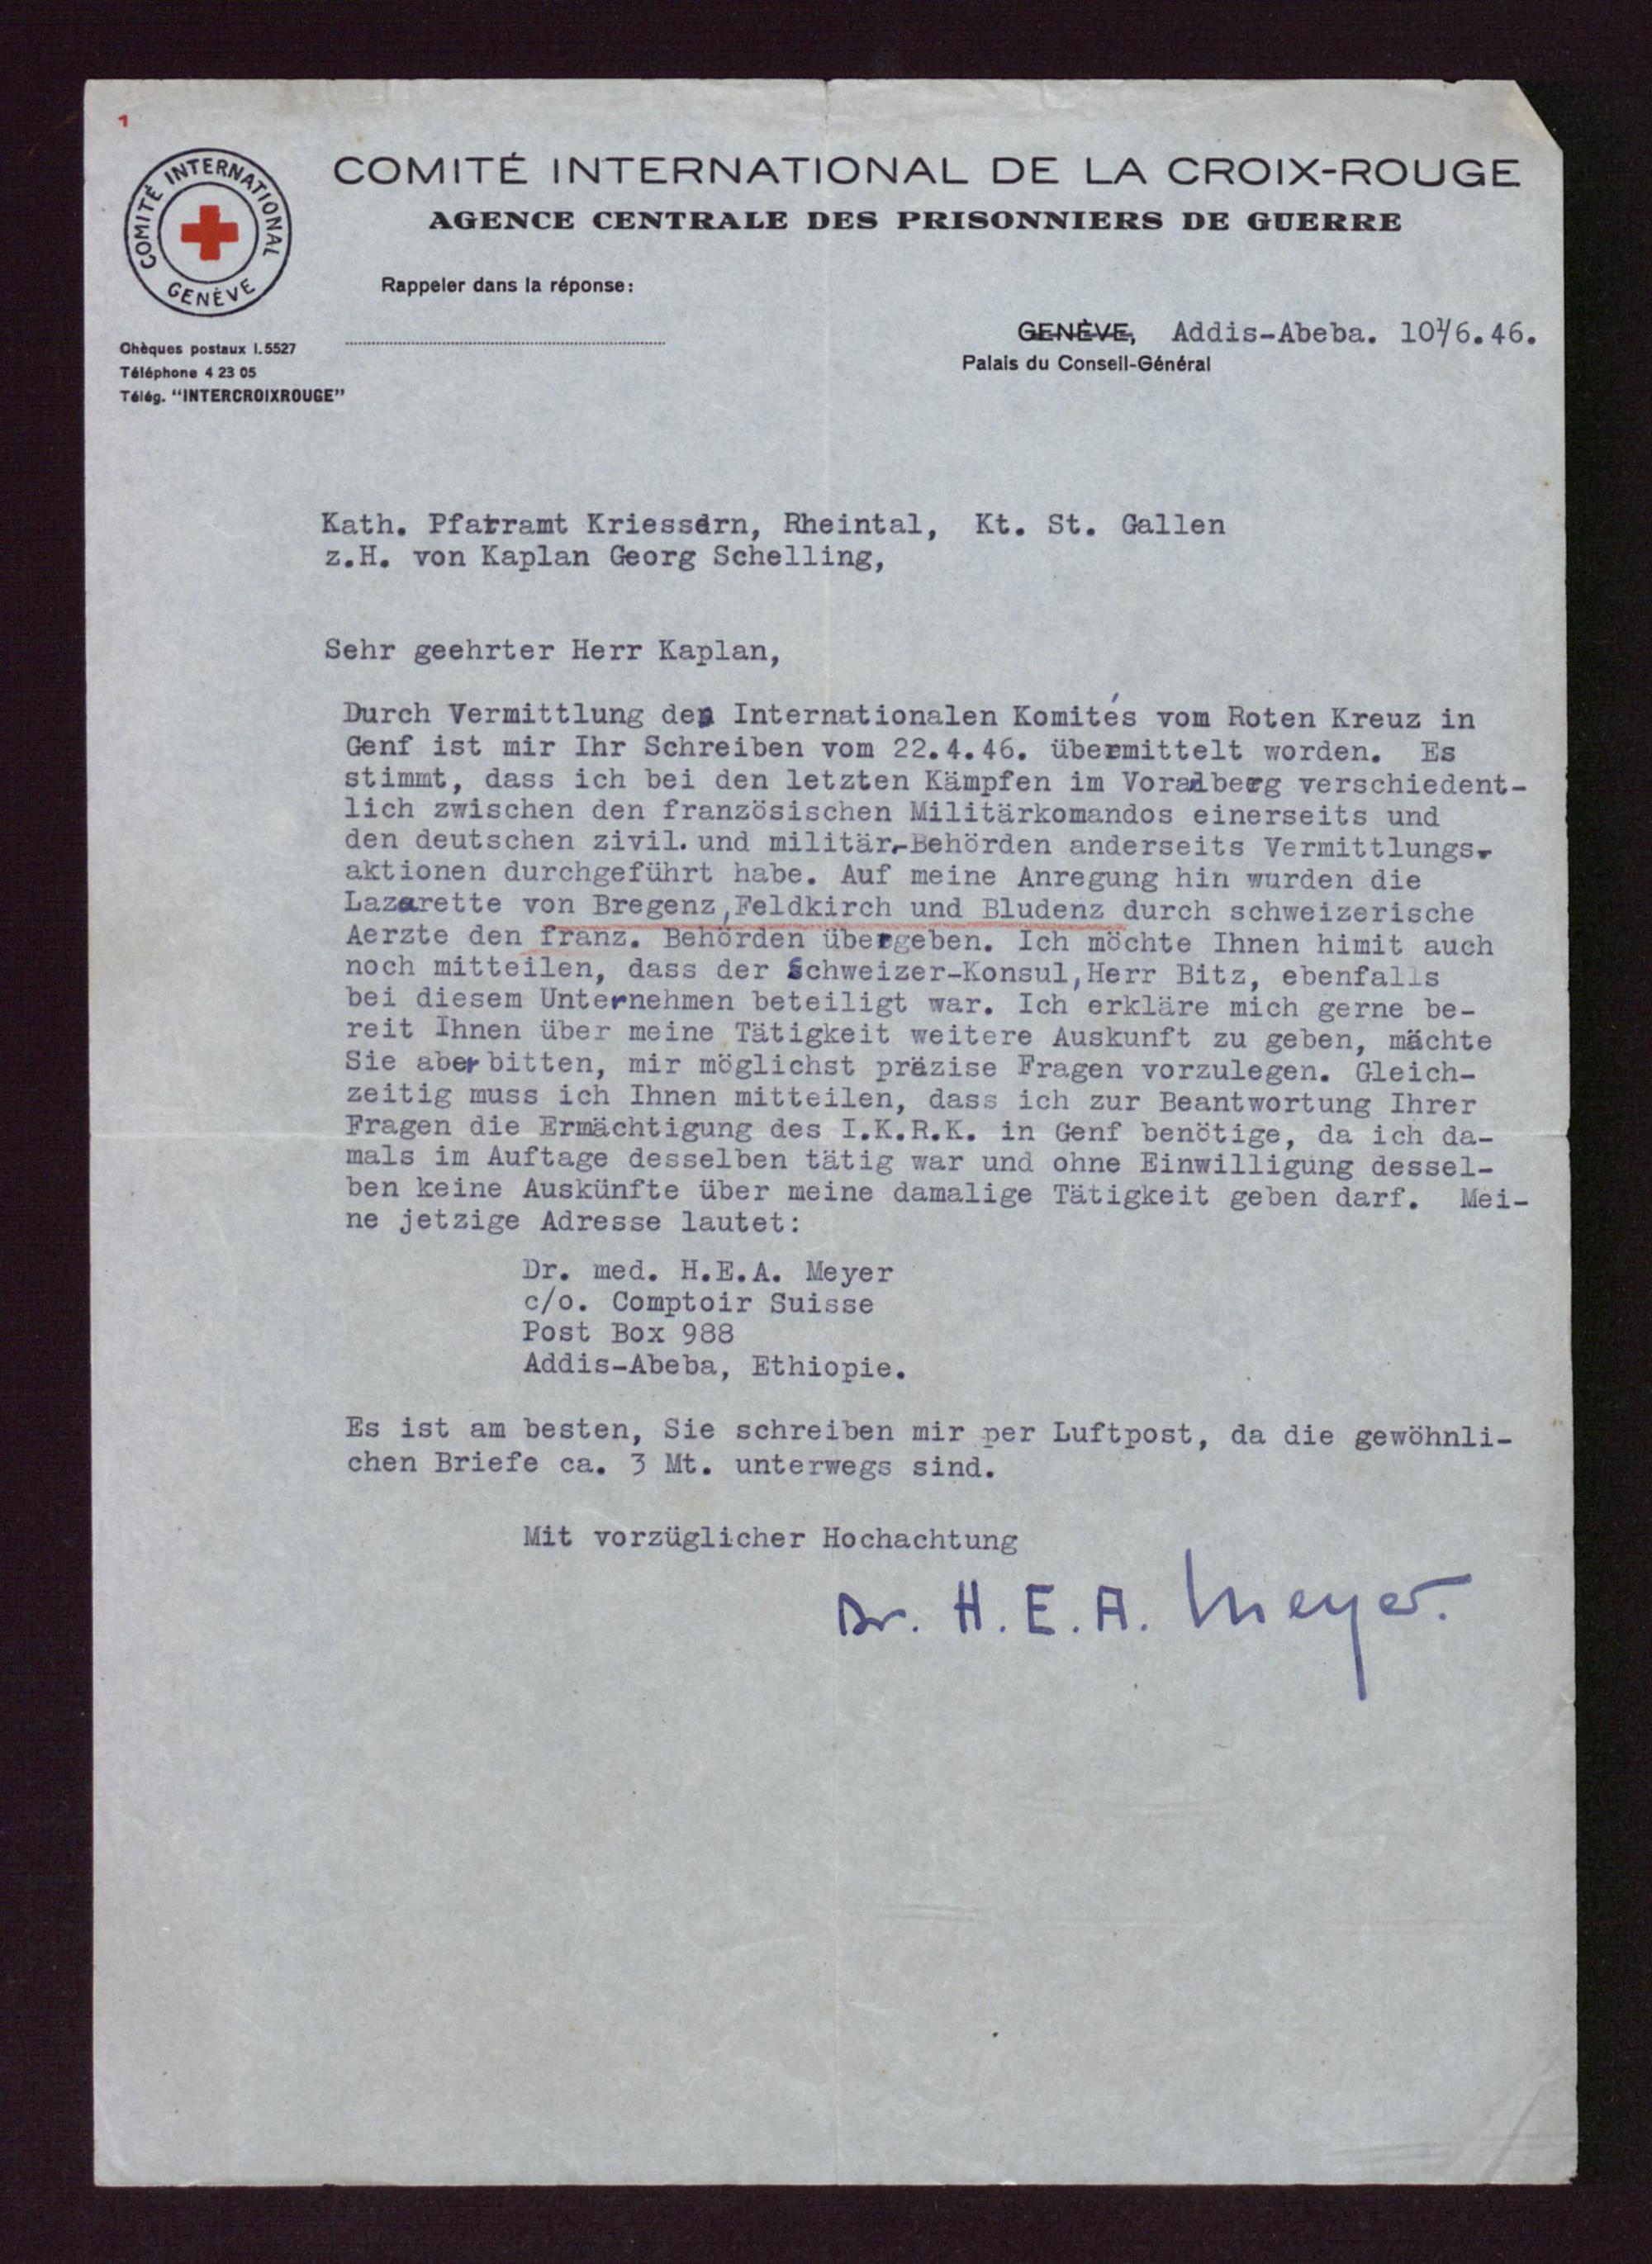 1
COMITÉ INTERNATIONAL GENÈVE
COMITÉ INTERNATIONAL DE LA CROIX-ROUGE
AGENCE CENTRALE DES PRISONNIERS DE GUERRE
Rappeler dans la réponse:
Chèques postaux I. 5527
Téléphone 4 23 05
Télég. “INTERCROIXROUGE”
GENÈVE, Addis-Abeba. 10/6.46.
Palais du Conseil-Général
Kath. Pfarramt Kriessern, Rheintal, Kt. St. Gallen
z.H. von Kaplan Georg Schelling,
Sehr geehrter Herr Kaplan,
Durch Vermittlung des Internationalen Komités vom Roten Kreuz in
Genf ist mir Ihr Schreiben vom 22.4.46. übermittelt worden. Es
stimmt, dass ich bei den letzten Kämpfen im Voralberg verschiedent-
lich zwischen den französischen Militärkomandos einerseits und
den deutschen zivil. und militär.-Behörden anderseits Vermittlungs-
aktionen durchgeführt habe. Auf meine Anregung hin wurden die
Lazarette von Bregenz, Feldkirch und Bludenz durch schweizerische
Aerzte den franz. Behörden übergeben. Ich möchte Ihnen himit auch
noch mitteilen, dass der Schweizer-Konsul, Herr Bitz, ebenfalls
bei diesem Unternehmen beteiligt war. Ich erkläre mich gerne be-
reit Ihnen über meine Tätigkeit weitere Auskunft zu geben, mächte
Sie aber bitten, mir möglichst präzise Fragen vorzulegen. Gleich-
zeitig muss ich Ihnen mitteilen, dass ich zur Beantwortung Ihrer
Fragen die Ermächtigung des I.K.R.K. in Genf benötige, da ich da-
mals im Auftage desselben tätig war und ohne Einwilligung dessel-
ben keine Auskünfte über meine damalige Tätigkeit geben darf. Mei-
ne jetzige Adresse lautet:
Dr. med. H.E.A. Meyer
c/o. Comptoir Suisse
Post Box 988
Addis-Abeba, Ethiopie.
Es ist am besten, Sie schreiben mir per Luftpost, da die gewöhnli-
chen Briefe ca. 3 Mt. unterwegs sind.
Mit vorzüglicher Hochachtung
Dr. H.E.A. Meyer.